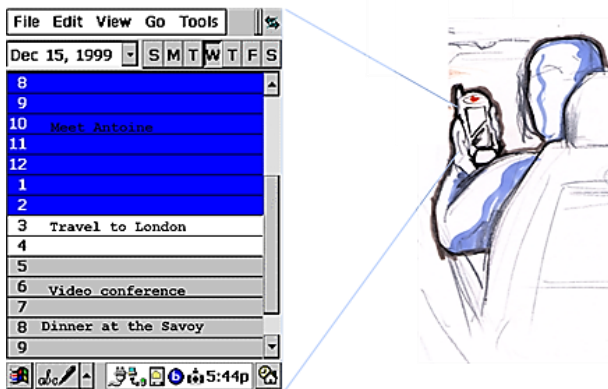 File Edit View Go Tools
Dec 15, 1999 S M T W T F S
8
9
10 Meet Antoine
11
12
1
2
3 Travel to London
4
5
6 Video conference
7
8 Dinner at the Savoy
9
abc 5:44p